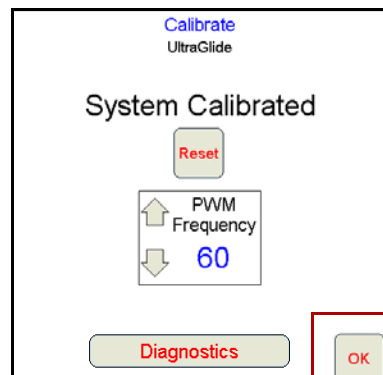 Calibrate
UltraGlide
System Calibrated
Reset
PWM
Frequency
60
Diagnostics
OK